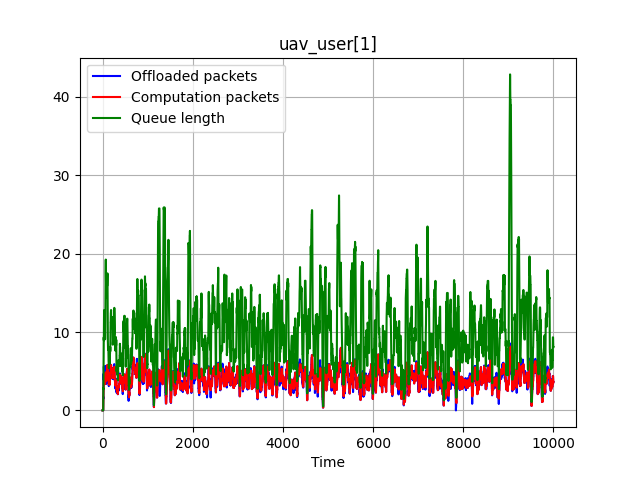 uav_user[1]
Offloaded packets
Computation packets
Queue length
40
30
20
10
0
0 2000 4000 6000 8000 10000
Time